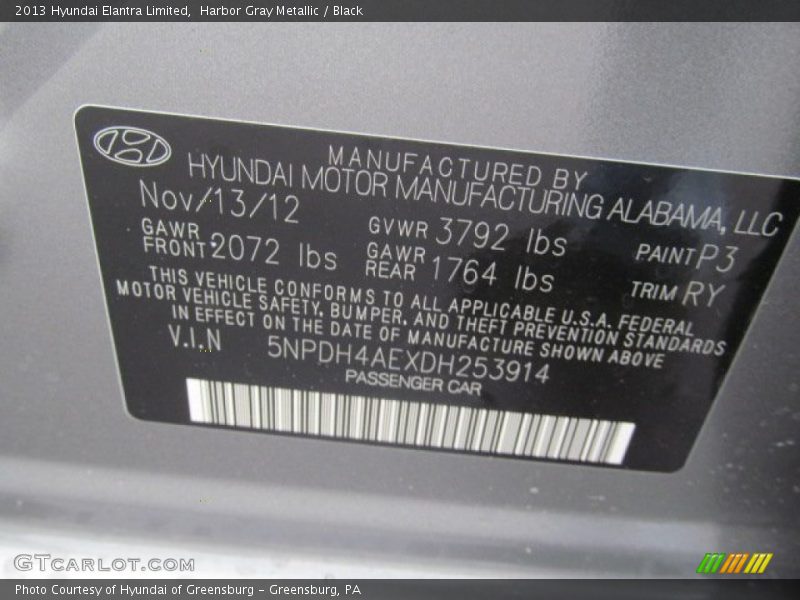 2013 Hyundai Elantra Limited,  Harbor Gray Metallic / Black
MANUFACTURED BY
HYUNDAI MOTOR MANUFACTURING ALABAMA, LLC
Nov/13/12
GAWR FRONT 2072 lbs
GVWR 3792 lbs
GAWR REAR 1764 lbs
PAINT P3
TRIM RY
THIS VEHICLE CONFORMS TO ALL APPLICABLE U.S.A. FEDERAL
MOTOR VEHICLE SAFETY, BUMPER, AND THEFT PREVENTION STANDARDS
IN EFFECT ON THE DATE OF MANUFACTURE SHOWN ABOVE
V.I.N 5NPDH4AEXDH253914
PASSENGER CAR
GTCARLOT.COM
Photo Courtesy of Hyundai of Greensburg – Greensburg, PA